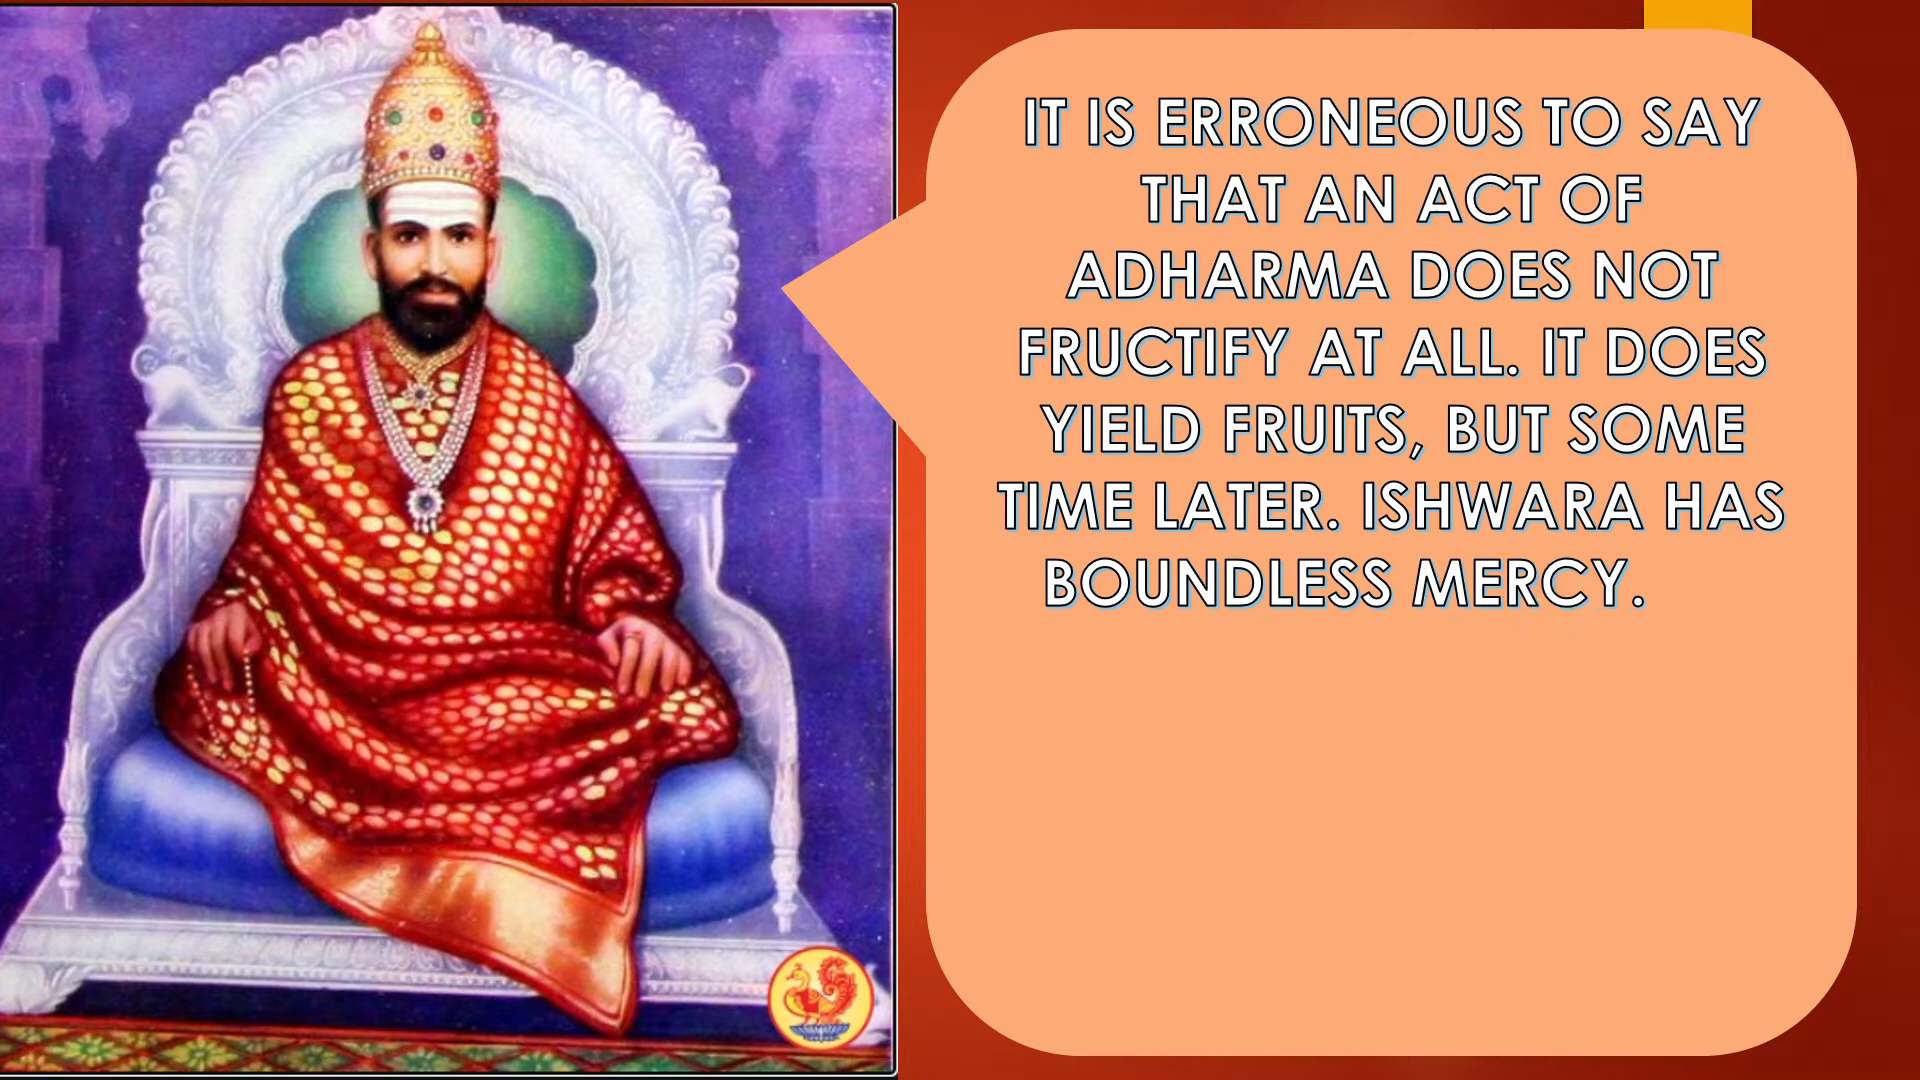 IT IS ERRONEOUS TO SAY
THAT AN ACT OF
ADHARMA DOES NOT
FRUCTIFY AT ALL. IT DOES
YIELD FRUITS, BUT SOME
TIME LATER. ISHWARA HAS
BOUNDLESS MERCY.